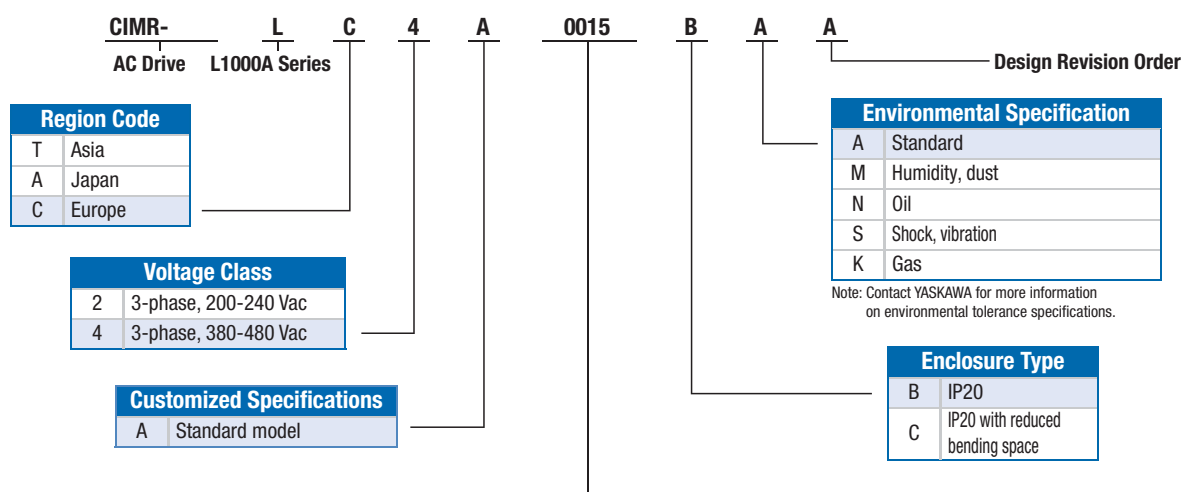 CIMR- L C 4 A 0015 B A A
AC Drive L1000A Series
Design Revision Order
Region Code
T Asia
A Japan
C Europe
Voltage Class
2 3-phase, 200-240 Vac
4 3-phase, 380-480 Vac
Customized Specifications
A Standard model
Environmental Specification
A Standard
M Humidity, dust
N Oil
S Shock, vibration
K Gas
Note: Contact YASKAWA for more information
on environmental tolerance specifications.
Enclosure Type
B IP20
C IP20 with reduced
bending space